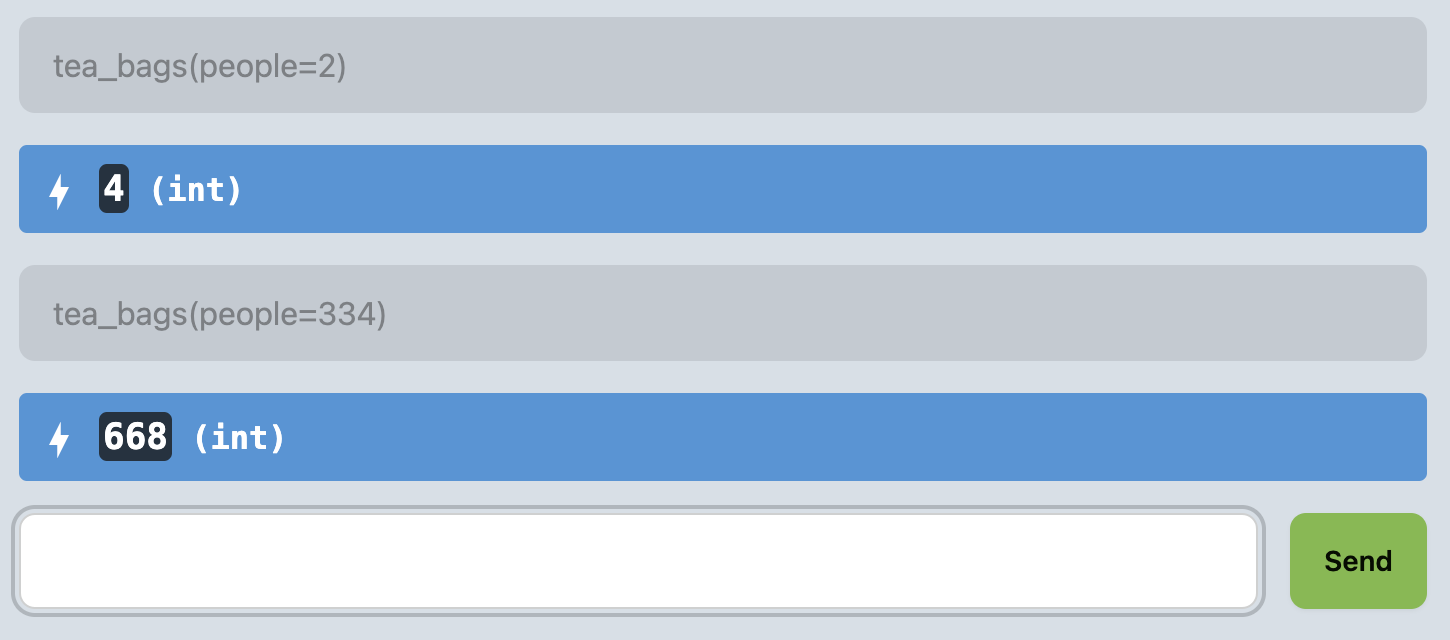 tea_bags(people=2)
4 (int)
tea_bags(people=334)
668 (int)
Send